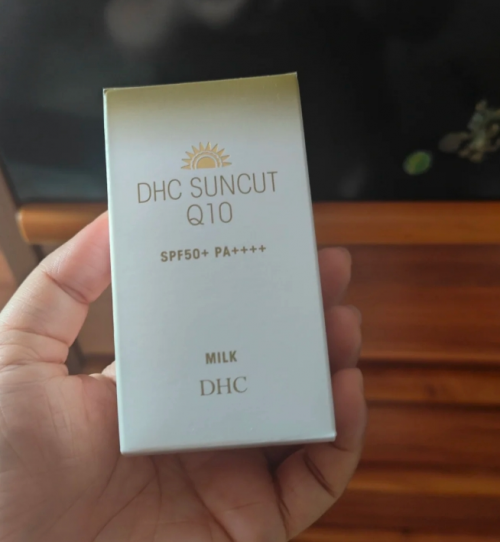 DHC SUNCUT
Q10
SPF50+ PA++++
MILK
DHC